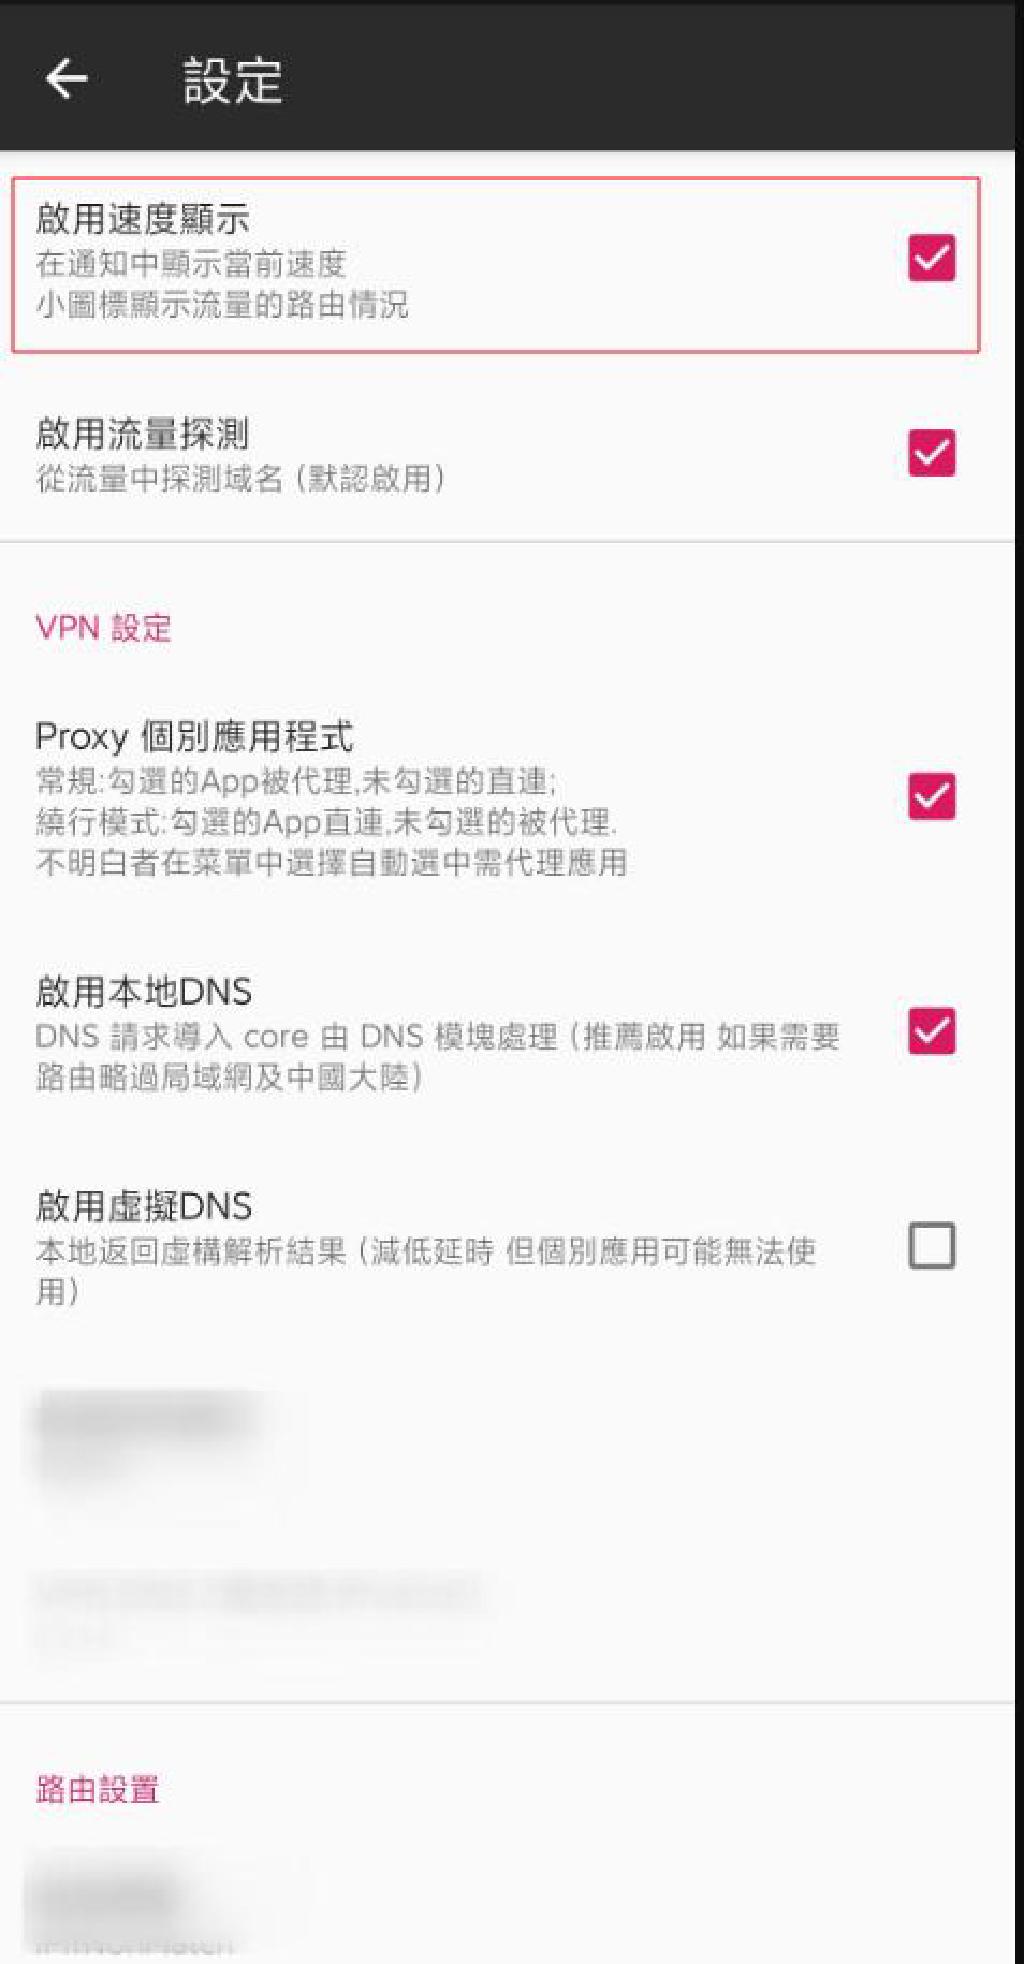 設定
啟用速度顯示
在通知中顯示當前速度
小圖標顯示流量的路由情況
啟用流量探測
從流量中探測域名 (默認啟用)
VPN 設定
Proxy 個別應用程式
常規:勾選的App被代理,未勾選的直連;
繞行模式:勾選的App直連,未勾選的被代理.
不明白者在菜單中選擇自動選中需代理應用
啟用本地DNS
DNS 請求導入 core 由 DNS 模塊處理 (推薦啟用 如果需要
路由略過局域網及中國大陸)
啟用虛擬DNS
本地返回虛構解析結果 (減低延時 但個別應用可能無法使
用)
路由設置